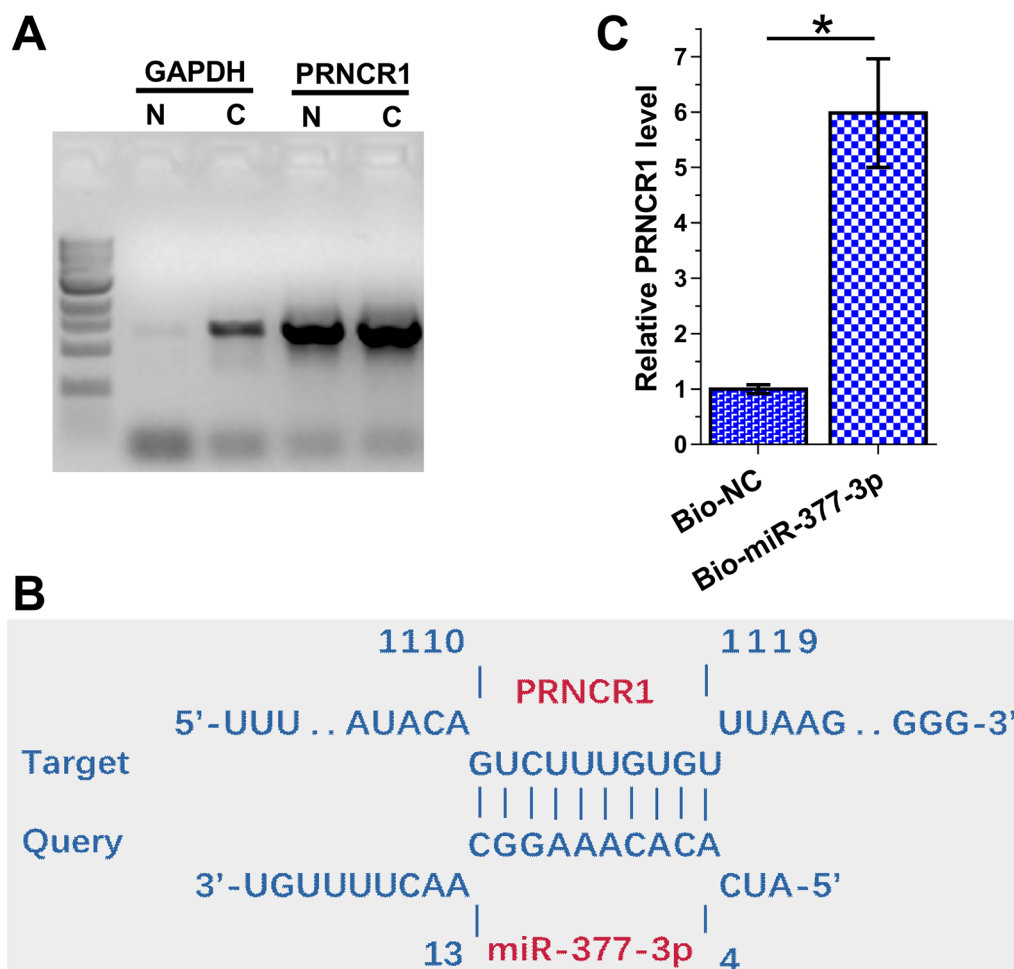 A
GAPDH PRNCR1
N C N C
C
*
Relative PRNCR1 level
7
6
5
4
3
2
1
0
Bio-NC
Bio-miR-377-3p
B
1110 1119
PRNCR1
5’-UUU .. AUACA UUAAG .. GGG-3’
Target GUCUUUGUGU
Query CGGAAACACA
3’-UGUUUUCAA CUA-5’
13 miR-377-3p 4